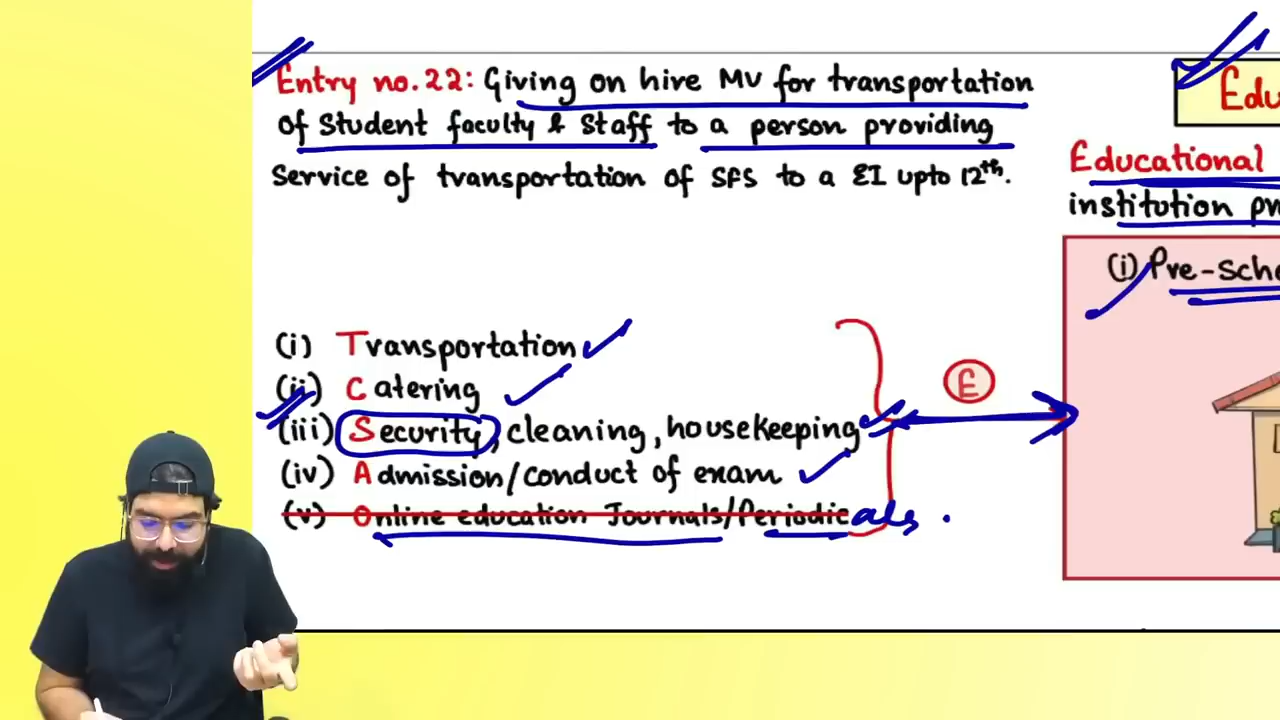 Entry no.22: Giving on hire MV for transportation
of Student faculty & Staff to a person providing
Service of transportation of SFS to a EI upto 12th.
Edu
Educational
institution pr
(i) Pre-scho
(i) Transportation
(ii) Catering
(iii) Security, cleaning, housekeeping
E
(iv) Admission/conduct of exam
(v) Online education Journals/Periodicals.